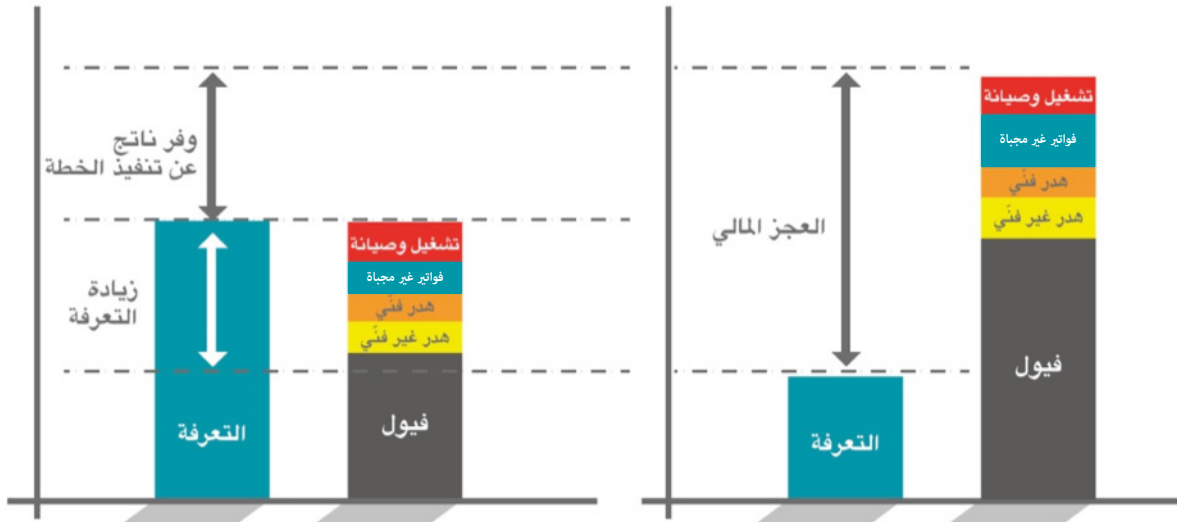 تشغيل وصيانة
فواتير غير مجباة
هدر فنّي
هدر غير فنّي
فيول
العجز المالي
التعرفة
وفر ناتج
عن تنفيذ الخطة
زيادة
التعرفة
التعرفة
تشغيل وصيانة
فواتير غير مجباة
هدر فنّي
هدر غير فنّي
فيول